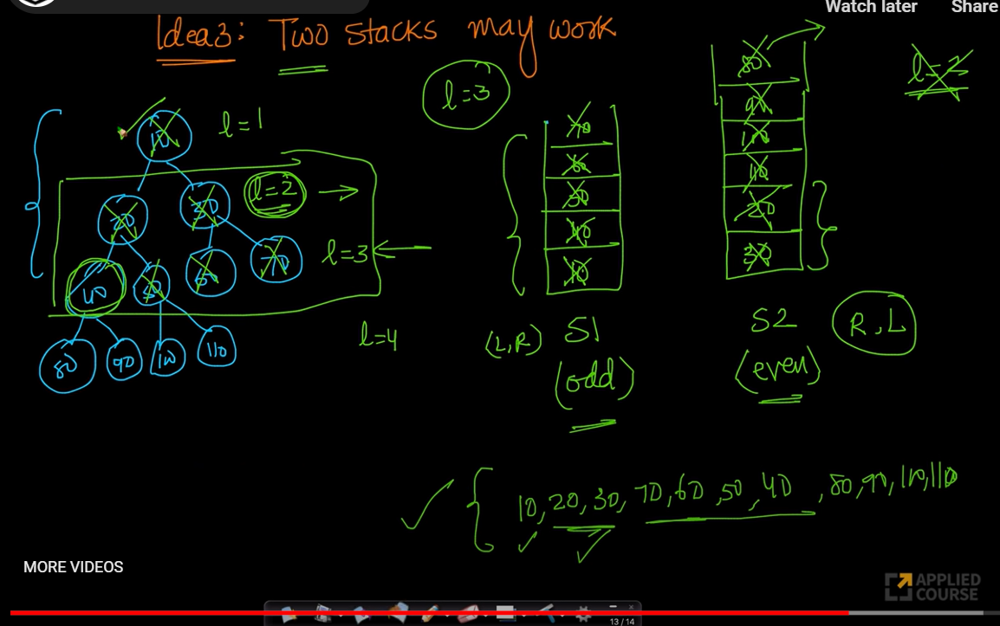 Watch later Share
Idea3: Two stacks may work
l=3
l=2
10 l=1
20 30 l=2
40 50 60 70 l=3
80 90 100 110
l=4
70
60
50
40
10
80
90
100
110
20
30
(L,R) S1
(odd)
S2
(even)
R,L
10, 20, 30, 70, 60, 50, 40, 80, 90, 110, 110
MORE VIDEOS
APPLIED
COURSE
13 / 14